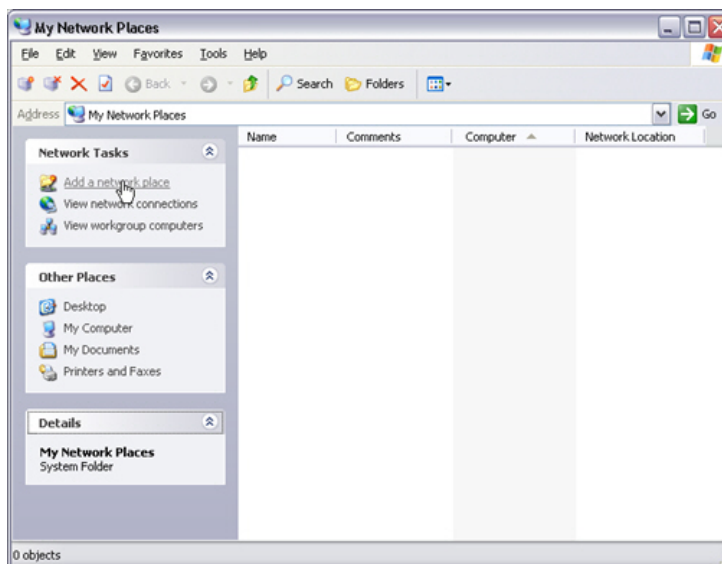 My Network Places
File Edit View Favorites Tools Help
Back Search Folders
Address My Network Places Go
Name Comments Computer Network Location
Network Tasks
Add a network place
View network connections
View workgroup computers
Other Places
Desktop
My Computer
My Documents
Printers and Faxes
Details
My Network Places
System Folder
0 objects